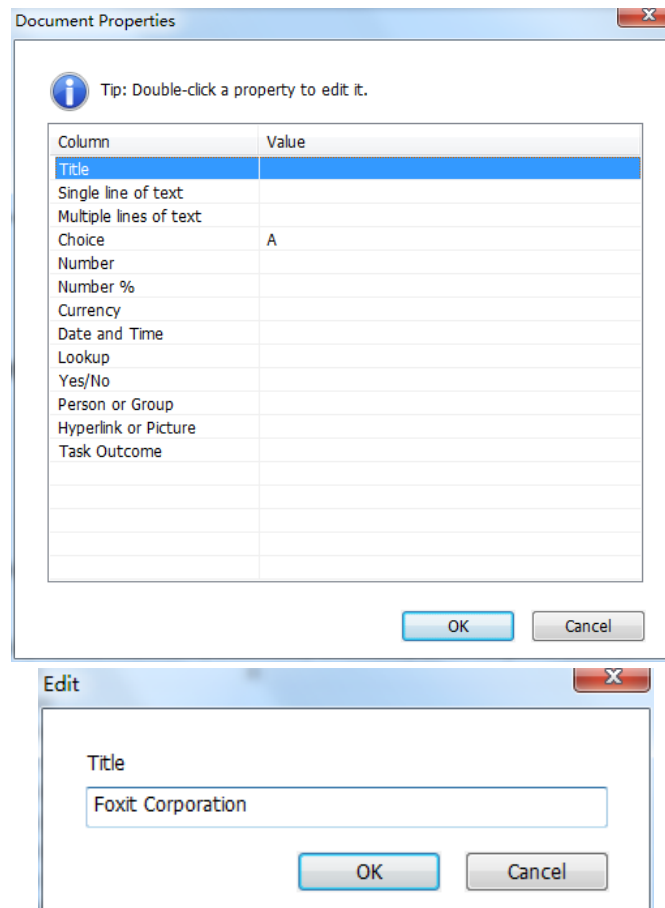 Document Properties
Tip: Double-click a property to edit it.
Column Value
Title
Single line of text
Multiple lines of text
Choice A
Number
Number %
Currency
Date and Time
Lookup
Yes/No
Person or Group
Hyperlink or Picture
Task Outcome
OK Cancel
Edit
Title
Foxit Corporation
OK Cancel